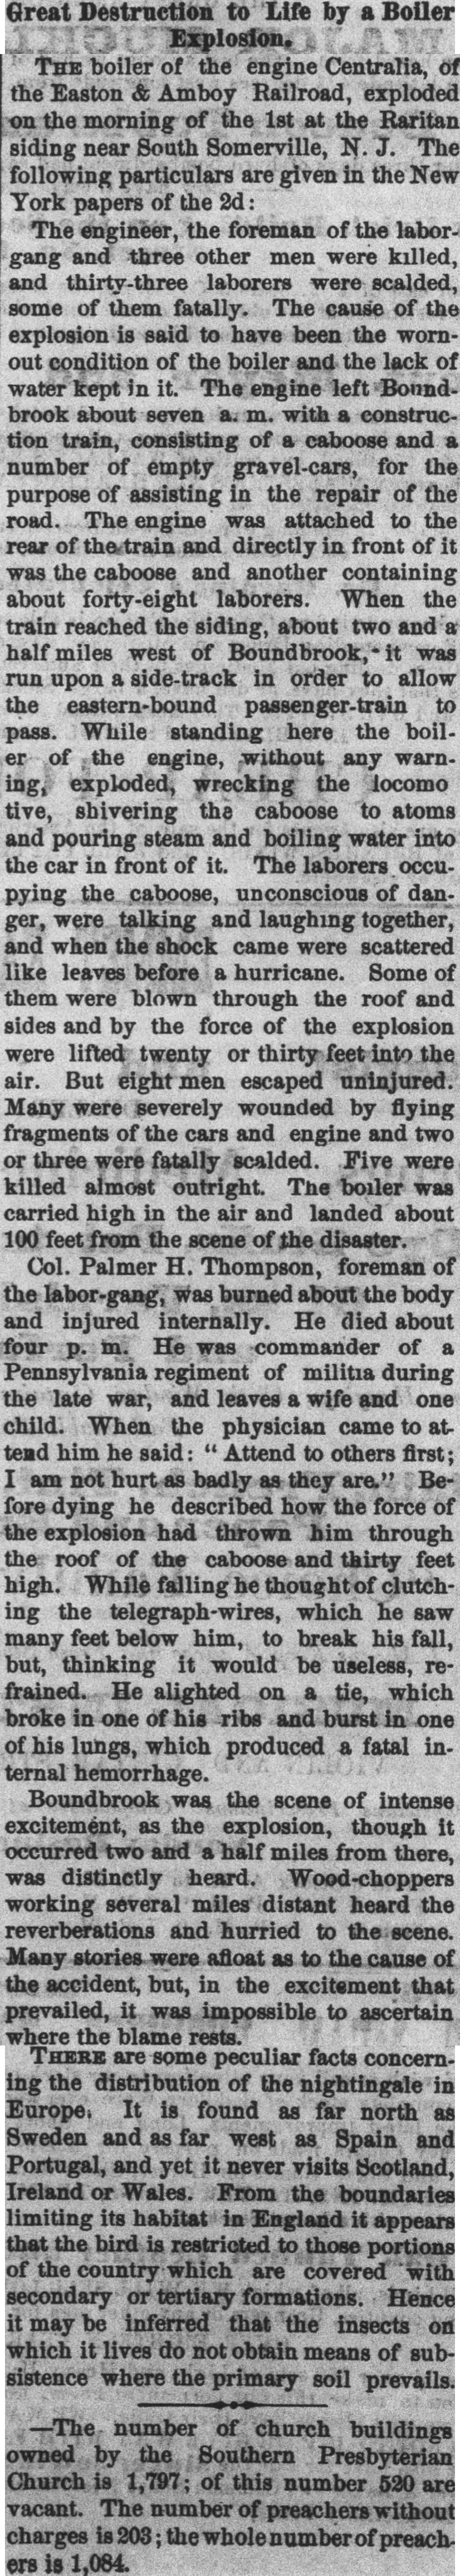 Great Destruction to Life by a Boiler
Explosion.
THE boiler of the engine Centralia, of
the Easton & Amboy Railroad, exploded
on the morning of the 1st at the Raritan
siding near South Somerville, N. J. The
following particulars are given in the New
York papers of the 2d:
The engineer, the foreman of the labor-
gang and three other men were killed,
and thirty-three laborers were scalded,
some of them fatally. The cause of the
explosion is said to have been the worn-
out condition of the boiler and the lack of
water kept in it. The engine left Bound-
brook about seven a. m. with a construc-
tion train, consisting of a caboose and a
number of empty gravel-cars, for the
purpose of assisting in the repair of the
road. The engine was attached to the
rear of the train and directly in front of it
was the caboose and another containing
about forty-eight laborers. When the
train reached the siding, about two and a
half miles west of Boundbrook, it was
run upon a side-track in order to allow
the eastern-bound passenger-train to
pass. While standing here the boil-
er of the engine, without any warn-
ing, exploded, wrecking the locomo
tive, shivering the caboose to atoms
and pouring steam and boiling water into
the car in front of it. The laborers occu-
pying the caboose, unconscious of dan-
ger, were talking and laughing together,
and when the shock came were scattered
like leaves before a hurricane. Some of
them were blown through the roof and
sides and by the force of the explosion
were lifted twenty or thirty feet into the
air. But eight men escaped uninjured.
Many were severely wounded by flying
fragments of the cars and engine and two
or three were fatally scalded. Five were
killed almost outright. The boiler was
carried high in the air and landed about
100 feet from the scene of the disaster.
Col. Palmer H. Thompson, foreman of
the labor-gang, was burned about the body
and injured internally. He died about
four p. m. He was commander of a
Pennsylvania regiment of militia during
the late war, and leaves a wife and one
child. When the physician came to at-
tend him he said: "Attend to others first;
I am not hurt as badly as they are." Be-
fore dying he described how the force of
the explosion had thrown him through
the roof of the caboose and thirty feet
high. While falling he thought of clutch-
ing the telegraph-wires, which he saw
many feet below him, to break his fall,
but, thinking it would be useless, re-
frained. He alighted on a tie, which
broke in one of his ribs and burst in one
of his lungs, which produced a fatal in-
ternal hemorrhage.
Boundbrook was the scene of intense
excitement, as the explosion, though it
occurred two and a half miles from there,
was distinctly heard. Wood-choppers
working several miles distant heard the
reverberations and hurried to the scene.
Many stories were afloat as to the cause of
the accident, but, in the excitement that
prevailed, it was impossible to ascertain
where the blame rests.
THERE are some peculiar facts concern-
ing the distribution of the nightingale in
Europe. It is found as far north as
Sweden and as far west as Spain and
Portugal, and yet it never visits Scotland,
Ireland or Wales. From the boundaries
limiting its habitat in England it appears
that the bird is restricted to those portions
of the country which are covered with
secondary or tertiary formations. Hence
it may be inferred that the insects on
which it lives do not obtain means of sub-
sistence where the primary soil prevails.
—The number of church buildings
owned by the Southern Presbyterian
Church is 1,797; of this number 520 are
vacant. The number of preachers without
charges is 203; the whole number of preach-
ers is 1,084.